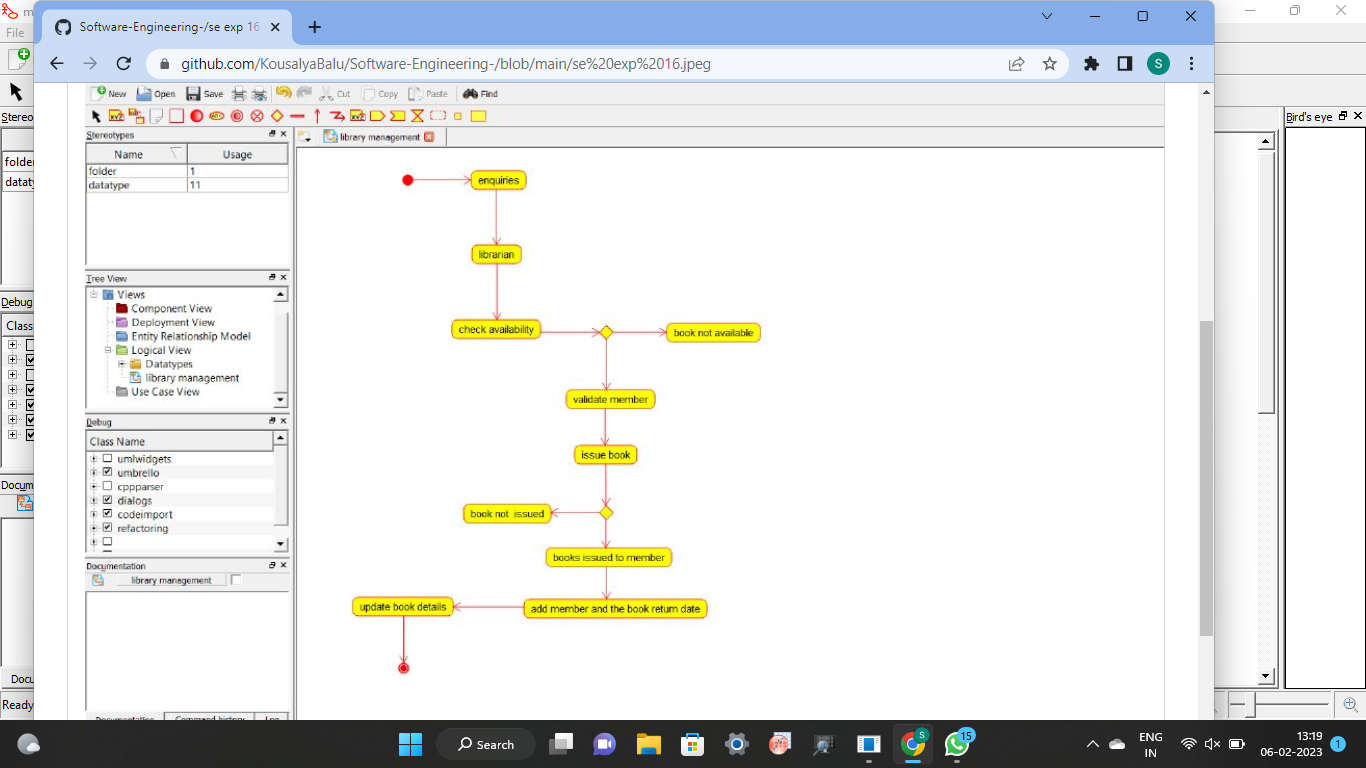 Software-Engineering-/se exp 16
github.com/KousalyaBalu/Software-Engineering-/blob/main/se%20exp%2016.jpeg
S
File
New Open Save Cut Copy Paste Find
Stereotypes
Name Usage
folder 1
datatype 11
library management
enquiries
librarian
check availability
book not available
validate member
issue book
book not issued
books issued to member
update book details
add member and the book return date
Tree View
Views
Component View
Deployment View
Entity Relationship Model
Logical View
Datatypes
library management
Use Case View
Debug
Class Name
umlwidgets
umbrello
cppparser
dialogs
codeimport
refactoring
Documentation
library management
Documentation Command history Log
Stereo
folde
datat
Debug
Class
Docum
Docu
Ready
Bird's eye
Search
S
15
ENG
IN
13:19
06-02-2023
1